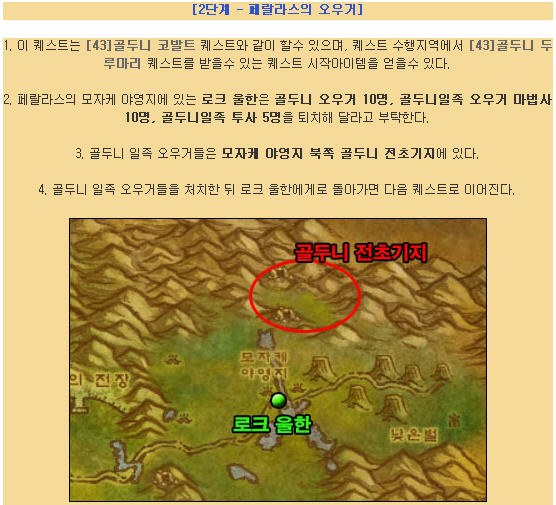 [2단계 - 페랄라스의 오우거]
1. 이 퀘스트는 [43]골두니 코발트 퀘스트와 같이 할수 있으며, 퀘스트 수행지역에서 [43]골두니 두
루마리 퀘스트를 받을수 있는 퀘스트 시작아이템을 얻을수 있다.
2. 페랄라스의 모자케 야영지에 있는 로크 울한은 골두니 오우거 10명, 골두니일족 오우거 마법사
10명, 골두니일족 투사 5명을 퇴치해 달라고 부탁한다.
3. 골두니 일족 오우거들은 모자케 야영지 북쪽 골두니 전초기지에 있다.
4. 골두니 일족 오우거들을 처치한 뒤 로크 울한에게로 돌아가면 다음 퀘스트로 이어진다.
골두니 전초기지
모자케
야영지
의 전장
로크 울한
낮은벌